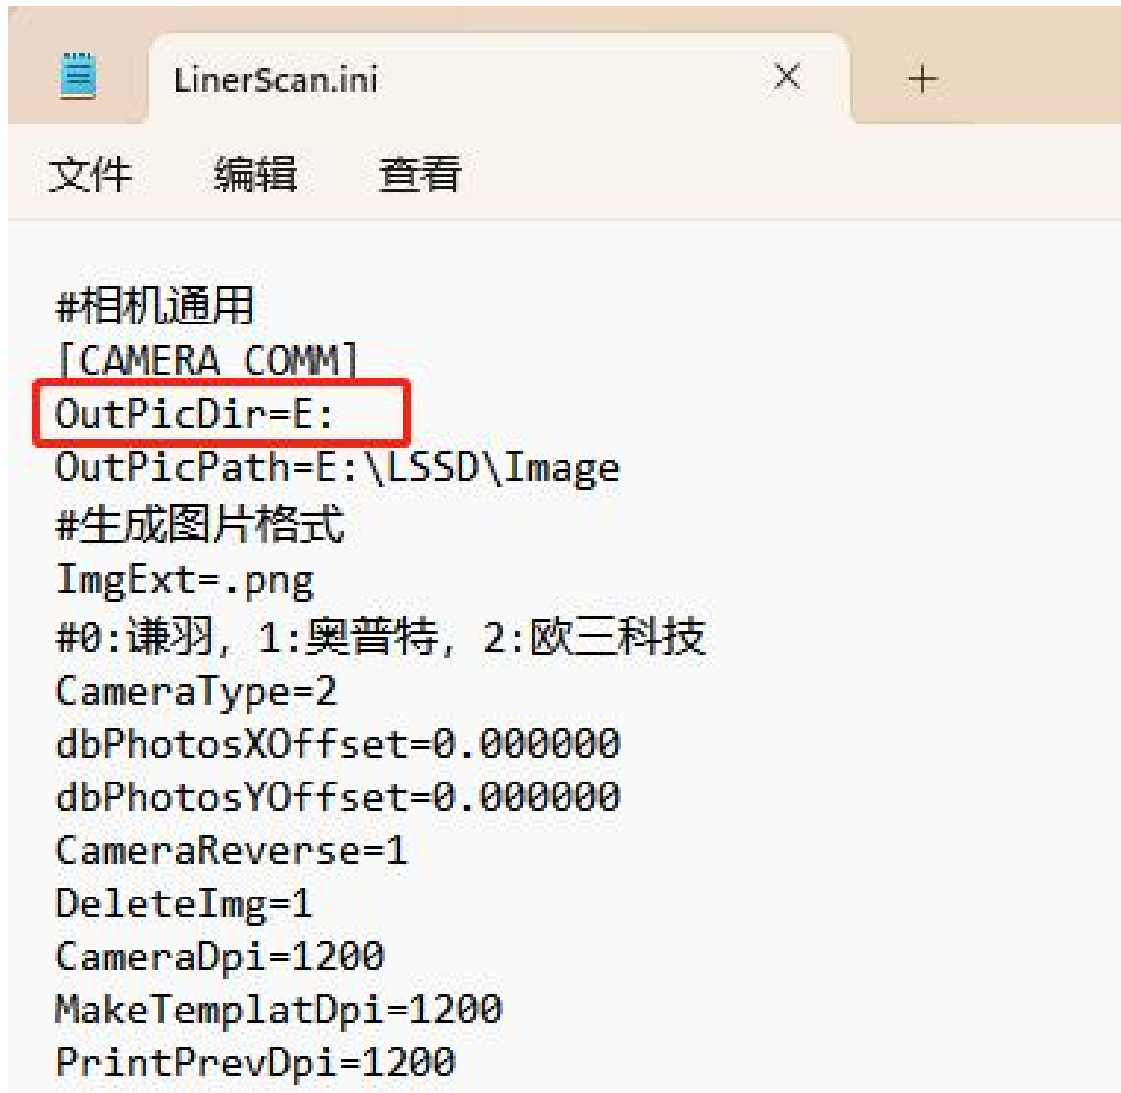 LinerScan.ini
文件 编辑 查看
#相机通用
[CAMERA COMM]
OutPicDir=E:
OutPicPath=E:\LSSD\Image
#生成图片格式
ImgExt=.png
#0:谦羽, 1:奥普特, 2:欧三科技
CameraType=2
dbPhotosXOffset=0.000000
dbPhotosYOffset=0.000000
CameraReverse=1
DeleteImg=1
CameraDpi=1200
MakeTemplatDpi=1200
PrintPrevDpi=1200